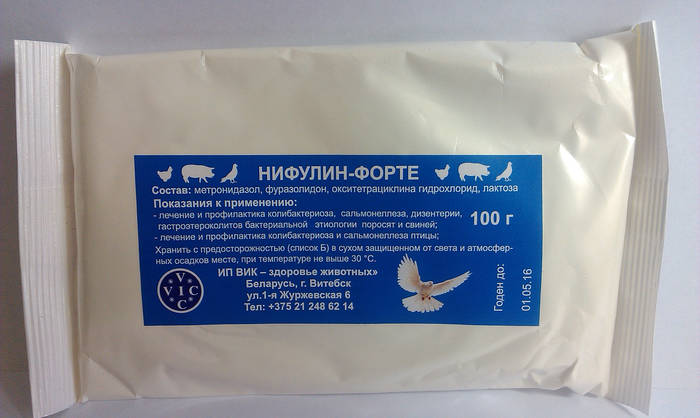 НИФУЛИН-ФОРТЕ
Состав: метронидазол, фуразолидон, окситетрациклина гидрохлорид, лактоза
Показания к применению:
- лечение и профилактика колибактериоза, сальмонеллеза, дизентерии,
гастроэтероколитов бактериальной этиологии поросят и свиней;
- лечение и профилактика колибактериоза и сальмонеллеза птицы;
100 г
Хранить с предосторожностью (список Б) в сухом защищенном от света и атмосфер-
ных осадков месте, при температуре не выше 30 °С.
ИП ВИК – здоровье животных»
Беларусь, г. Витебск
ул.1-я Журжевская 6
Тел: +375 21 248 62 14
V
VIC
C
Годен до:
01.05.16